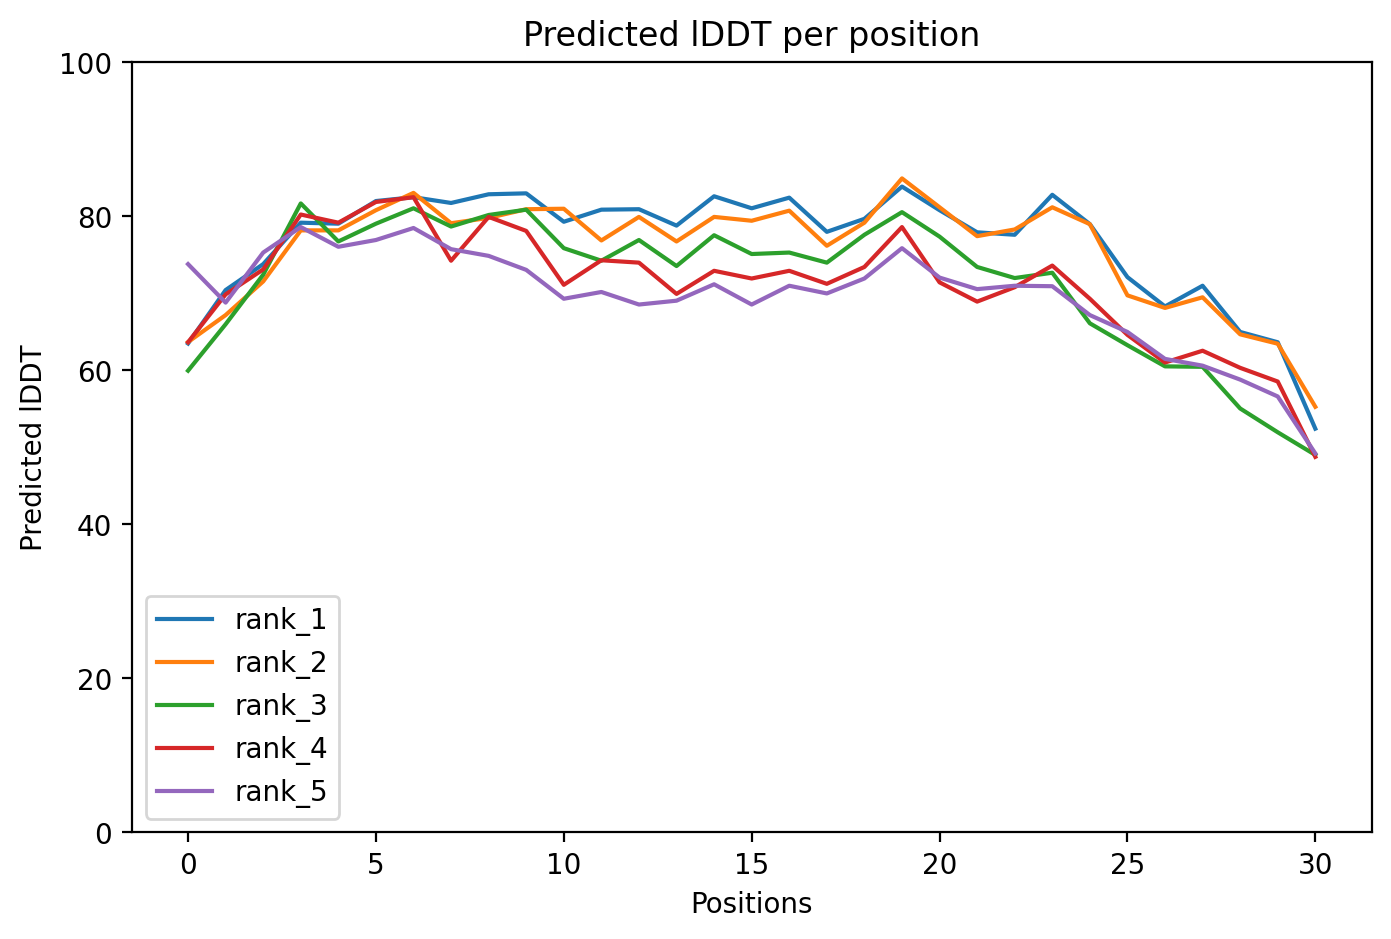 Predicted lDDT per position
100
80
60
40
20
0
Predicted lDDT
rank_1
rank_2
rank_3
rank_4
rank_5
0 5 10 15 20 25 30
Positions